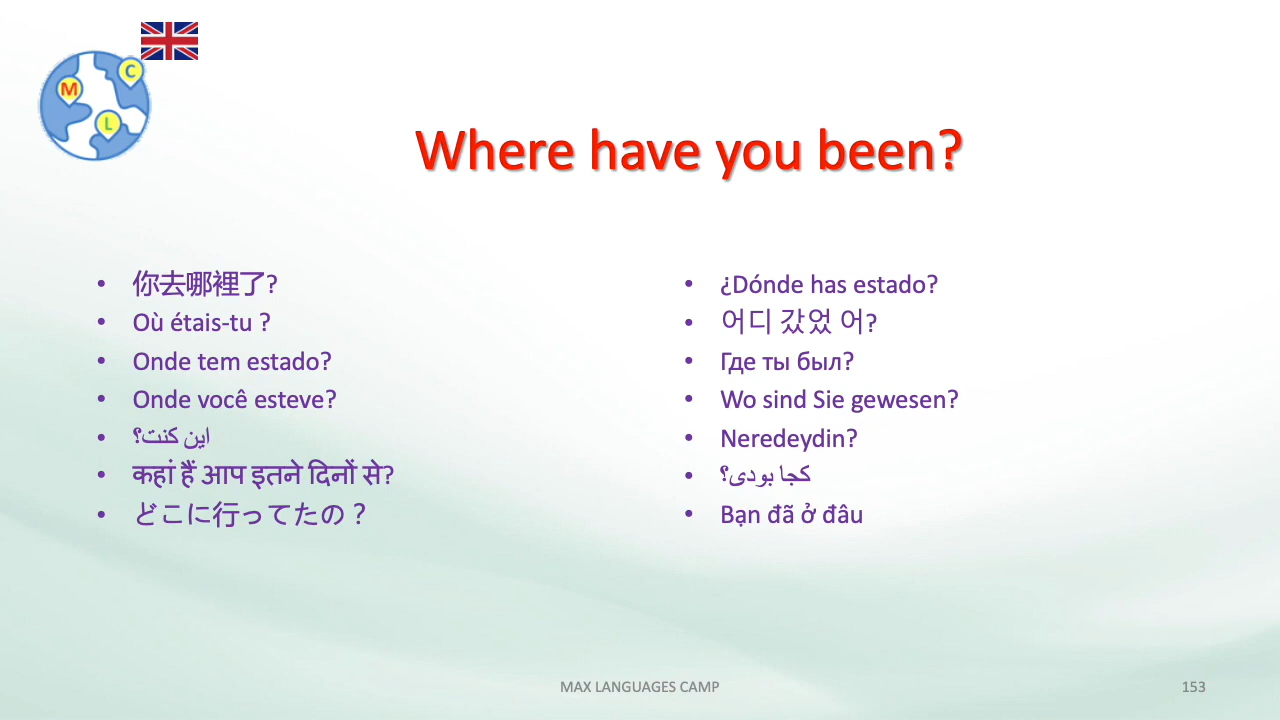 M
C
L
Where have you been?
你去哪裡了?
Où étais-tu ?
Onde tem estado?
Onde você esteve?
این کنت؟
कहां हैं आप इतने दिनों से?
どこに行ってたの？
¿Dónde has estado?
어디 갔었 어?
Где ты был?
Wo sind Sie gewesen?
Neredeydin?
کجا بودی؟
Bạn đã ở đâu
MAX LANGUAGES CAMP
153